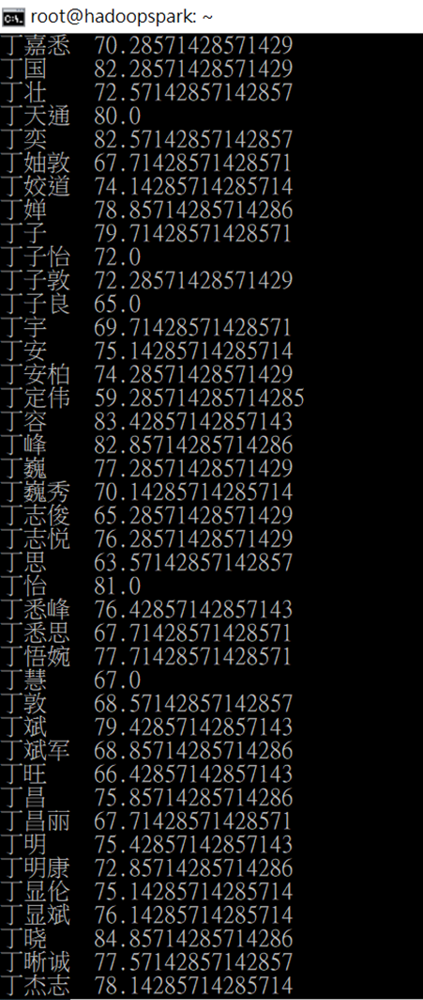 root@hadoopspark: ~
丁嘉悉 70.28571428571429
丁国 82.28571428571429
丁壮 72.57142857142857
丁天通 80.0
丁奕 82.57142857142857
丁妯敦 67.71428571428571
丁姣道 74.14285714285714
丁婵 78.85714285714286
丁子 79.71428571428571
丁子怡 72.0
丁子敦 72.28571428571429
丁子良 65.0
丁宇 69.71428571428571
丁安 75.14285714285714
丁安柏 74.28571428571429
丁定伟 59.285714285714285
丁容 83.42857142857143
丁峰 82.85714285714286
丁巍 77.28571428571429
丁巍秀 70.14285714285714
丁志俊 65.28571428571429
丁志悦 76.28571428571429
丁思 63.57142857142857
丁怡 81.0
丁悉峰 76.42857142857143
丁悉思 67.71428571428571
丁悟婉 77.71428571428571
丁慧 67.0
丁敦 68.57142857142857
丁斌 79.42857142857143
丁斌军 68.85714285714286
丁旺 66.42857142857143
丁昌 75.85714285714286
丁昌丽 67.71428571428571
丁明 75.42857142857143
丁明康 72.85714285714286
丁显伦 75.14285714285714
丁显斌 76.14285714285714
丁晓 84.85714285714286
丁晰诚 77.57142857142857
丁杰志 78.14285714285714